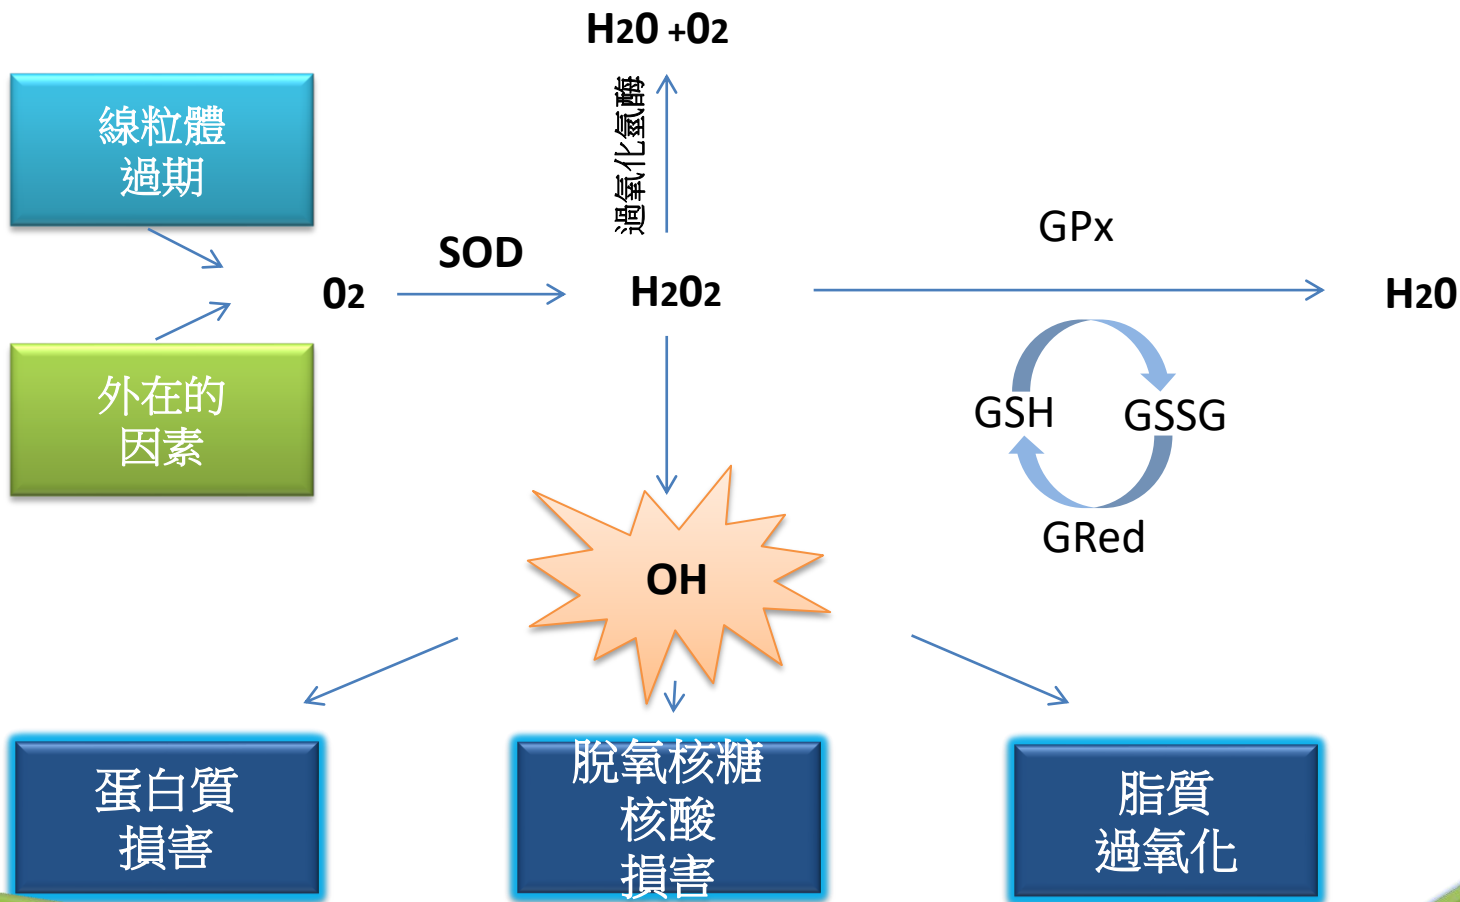 H20 +02
線粒體
過期
過氧化氫酶
GPx
SOD
02
H202
H20
外在的
因素
GSH
GSSG
GRed
OH
蛋白質
損害
脫氧核糖
核酸
損害
脂质
過氧化